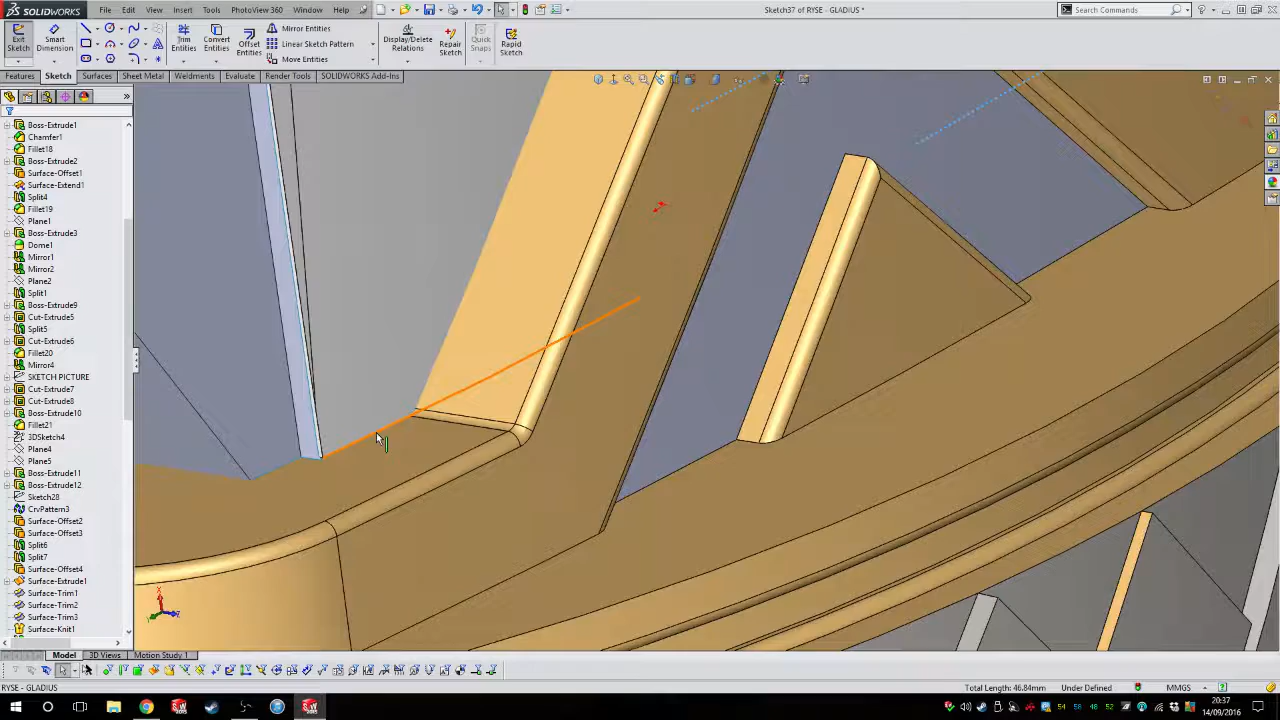 SOLIDWORKS File Edit View Insert Tools PhotoView 360 Window Help Sketch37 of RYSE - GLADIUS * Search Commands
Exit Sketch Smart Dimension Trim Entities Convert Entities Offset Entities Mirror Entities Linear Sketch Pattern Move Entities Display/Delete Relations Repair Sketch Quick Snaps Rapid Sketch
Features Sketch Surfaces Sheet Metal Weldments Evaluate Render Tools SOLIDWORKS Add-Ins
Boss-Extrude1
Chamfer1
Fillet18
Boss-Extrude2
Surface-Offset1
Surface-Extend1
Split4
Fillet19
Plane1
Boss-Extrude3
Dome1
Mirror1
Mirror2
Plane2
Split1
Boss-Extrude9
Cut-Extrude5
Split5
Cut-Extrude6
Fillet20
Mirror4
SKETCH PICTURE
Cut-Extrude7
Cut-Extrude8
Boss-Extrude10
Fillet21
3DSketch4
Plane4
Plane5
Boss-Extrude11
Boss-Extrude12
Sketch28
CrvPattern3
Surface-Offset2
Surface-Offset3
Split6
Split7
Surface-Offset4
Surface-Extrude1
Surface-Trim1
Surface-Trim2
Surface-Trim3
Surface-Knit1
Model 3D Views Motion Study 1
RYSE - GLADIUS Total Length: 46.84mm Under Defined MMGS
54 58 48 52 20:37
14/09/2016